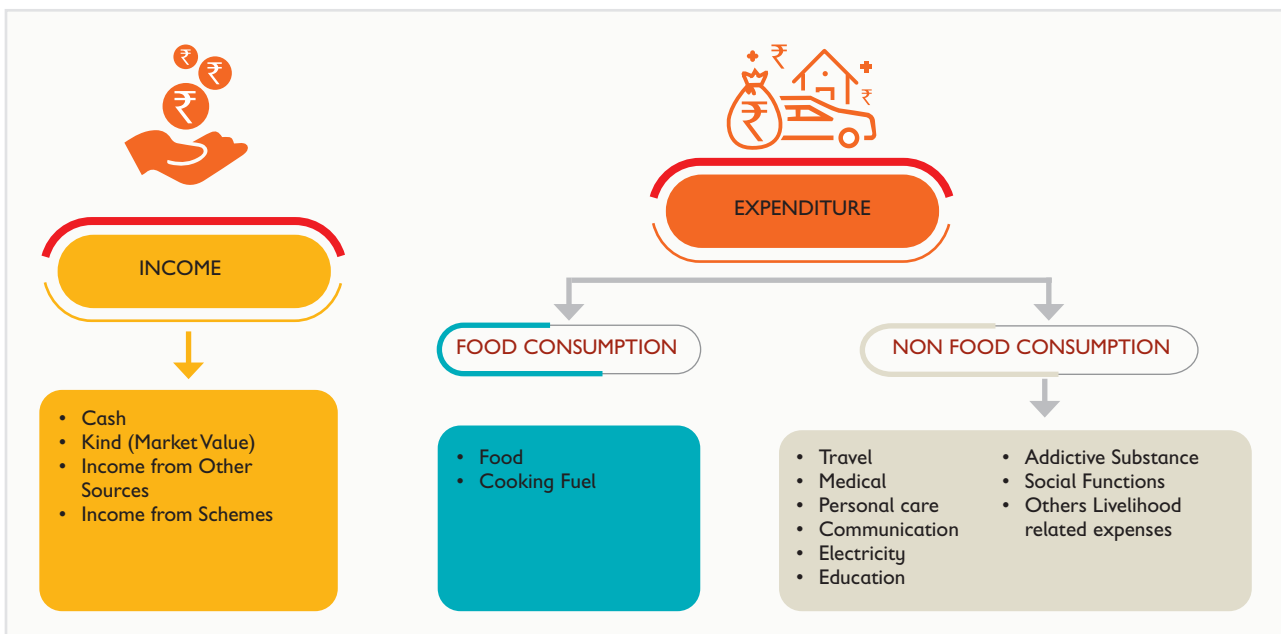 ₹
₹
₹
₹
₹
₹
INCOME
• Cash
• Kind (Market Value)
• Income from Other
Sources
• Income from Schemes
EXPENDITURE
FOOD CONSUMPTION
• Food
• Cooking Fuel
NON FOOD CONSUMPTION
• Travel
• Medical
• Personal care
• Communication
• Electricity
• Education
• Addictive Substance
• Social Functions
• Others Livelihood
related expenses